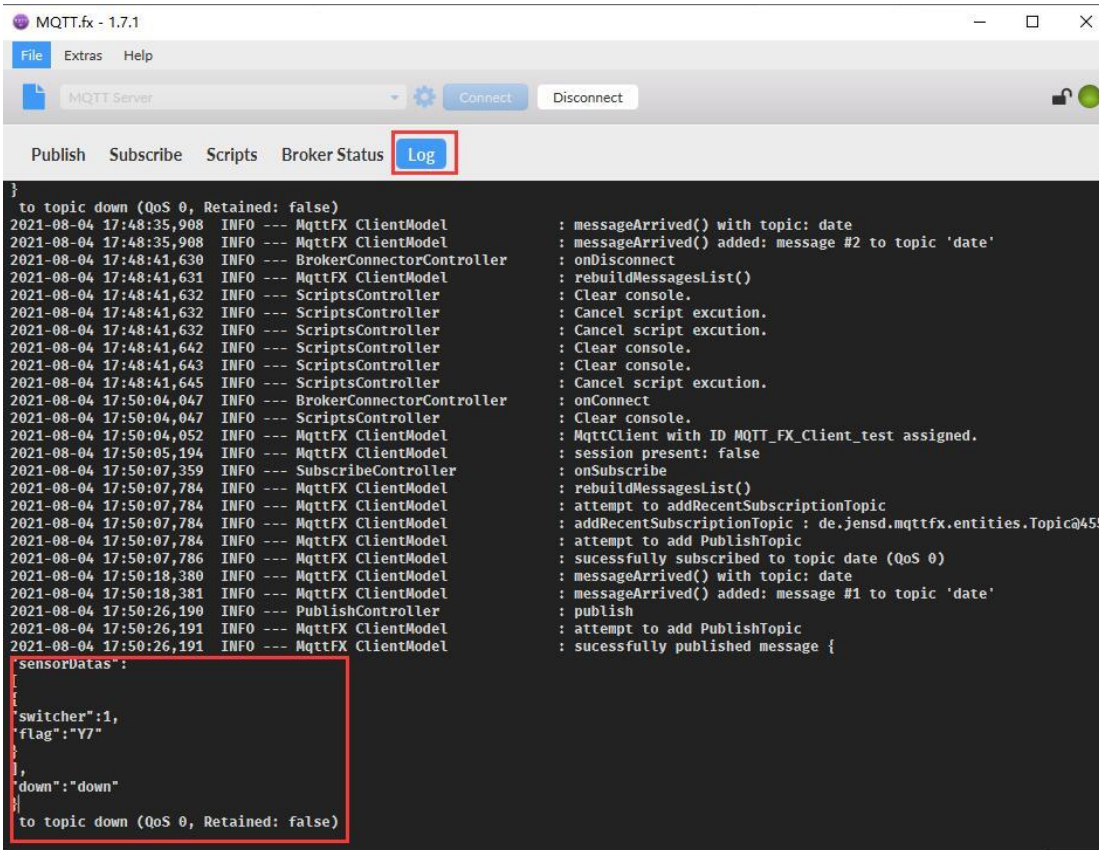 MQTT.fx - 1.7.1
File Extras Help
MQTT Server Connect Disconnect
Publish Subscribe Scripts Broker Status Log
}
to topic down (QoS 0, Retained: false)
2021-08-04 17:48:35,908 INFO --- MqttFX ClientModel : messageArrived() with topic: date
2021-08-04 17:48:35,908 INFO --- MqttFX ClientModel : messageArrived() added: message #2 to topic 'date'
2021-08-04 17:48:41,630 INFO --- BrokerConnectorController : onDisconnect
2021-08-04 17:48:41,631 INFO --- MqttFX ClientModel : rebuildMessagesList()
2021-08-04 17:48:41,632 INFO --- ScriptsController : Clear console.
2021-08-04 17:48:41,632 INFO --- ScriptsController : Cancel script excution.
2021-08-04 17:48:41,632 INFO --- ScriptsController : Cancel script excution.
2021-08-04 17:48:41,642 INFO --- ScriptsController : Clear console.
2021-08-04 17:48:41,643 INFO --- ScriptsController : Clear console.
2021-08-04 17:48:41,645 INFO --- ScriptsController : Cancel script excution.
2021-08-04 17:50:04,047 INFO --- BrokerConnectorController : onConnect
2021-08-04 17:50:04,047 INFO --- ScriptsController : Clear console.
2021-08-04 17:50:04,052 INFO --- MqttFX ClientModel : MqttClient with ID MQTT_FX_Client_test assigned.
2021-08-04 17:50:05,194 INFO --- MqttFX ClientModel : session present: false
2021-08-04 17:50:07,359 INFO --- SubscribeController : onSubscribe
2021-08-04 17:50:07,784 INFO --- MqttFX ClientModel : rebuildMessagesList()
2021-08-04 17:50:07,784 INFO --- MqttFX ClientModel : attempt to addRecentSubscriptionTopic
2021-08-04 17:50:07,784 INFO --- MqttFX ClientModel : addRecentSubscriptionTopic : de.jensd.mqttfx.entities.Topic@455
2021-08-04 17:50:07,784 INFO --- MqttFX ClientModel : attempt to add PublishTopic
2021-08-04 17:50:07,786 INFO --- MqttFX ClientModel : sucessfully subscribed to topic date (QoS 0)
2021-08-04 17:50:18,380 INFO --- MqttFX ClientModel : messageArrived() with topic: date
2021-08-04 17:50:18,381 INFO --- MqttFX ClientModel : messageArrived() added: message #1 to topic 'date'
2021-08-04 17:50:26,190 INFO --- PublishController : publish
2021-08-04 17:50:26,191 INFO --- MqttFX ClientModel : attempt to add PublishTopic
2021-08-04 17:50:26,191 INFO --- MqttFX ClientModel : sucessfully published message {
"sensorDatas":
[
{
"switcher":1,
"flag":"Y7"
}
],
"down":"down"
}
to topic down (QoS 0, Retained: false)